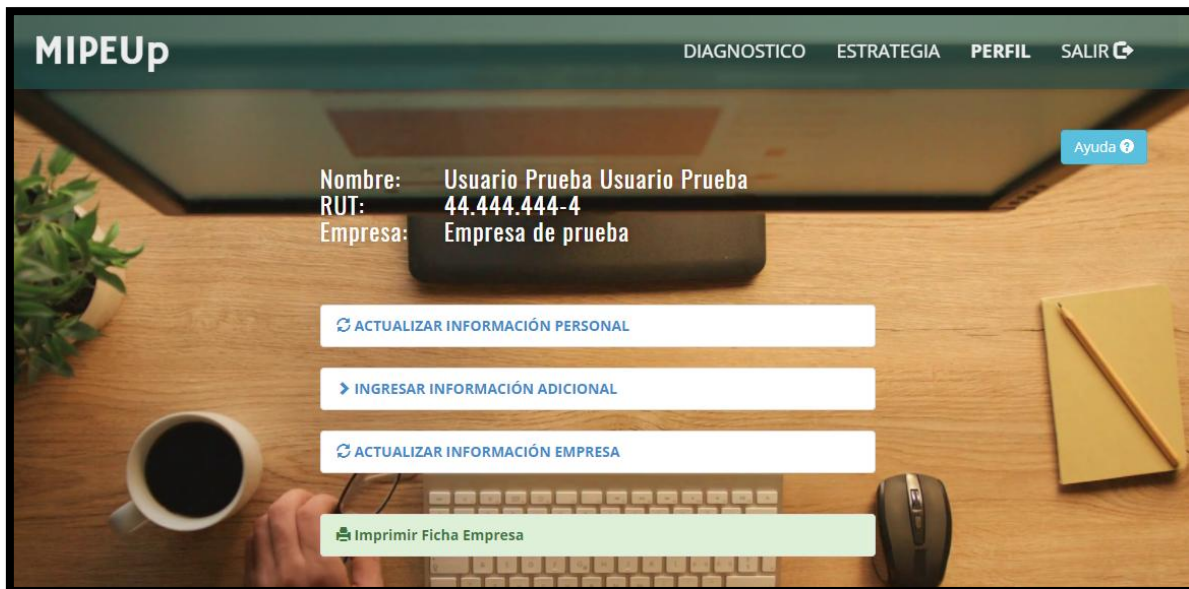 MIPEUp
DIAGNOSTICO ESTRATEGIA PERFIL SALIR
Ayuda
Nombre: Usuario Prueba Usuario Prueba
RUT: 44.444.444-4
Empresa: Empresa de prueba
ACTUALIZAR INFORMACIÓN PERSONAL
INGRESAR INFORMACIÓN ADICIONAL
ACTUALIZAR INFORMACIÓN EMPRESA
Imprimir Ficha Empresa